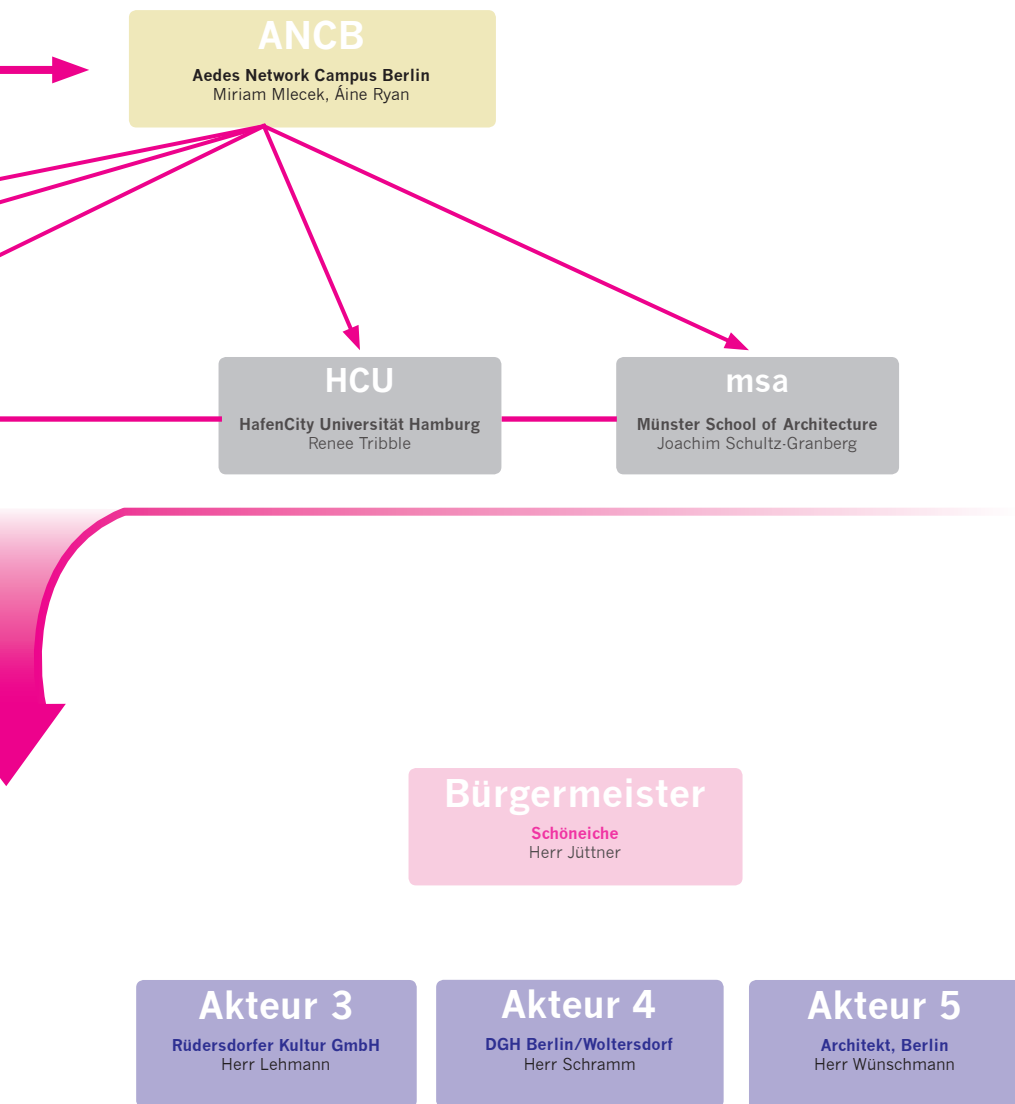 ANCB
Aedes Network Campus Berlin
Miriam Mlecek, Áine Ryan
HCU
HafenCity Universität Hamburg
Renee Tribble
msa
Münster School of Architecture
Joachim Schultz-Granberg
Bürgermeister
Schöneiche
Herr Jüttner
Akteur 3
Rüdersdorfer Kultur GmbH
Herr Lehmann
Akteur 4
DGH Berlin/Woltersdorf
Herr Schramm
Akteur 5
Architekt, Berlin
Herr Wünschmann